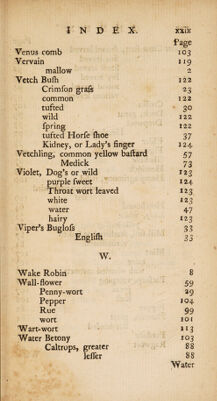 INDEX. xxix
Page
Venus comb 103
Vervain 119
mallow 2
Vetch Bush 122
Crimſon graſs 23
common 122
tufted 30
wild 122
ſpring 122
tufted Horſe ſhoe 37
Kidney, or Lady's finger 124
Vetchling, common yellow baſtard 57
Medick 73
Violet, Dog's or wild 123
purple ſweet 124
Throat wort leaved 123
white 123
water 47
hairy 123
Viper's Bugloſs 33
Engliſh 33
W.
Wake Robin 8
Wall-flower 59
Penny-wort 29
Pepper 104
Rue 99
wort 101
Wart-wort 113
Water Betony 103
Caltrops, greater 88
leſſer 88
Water